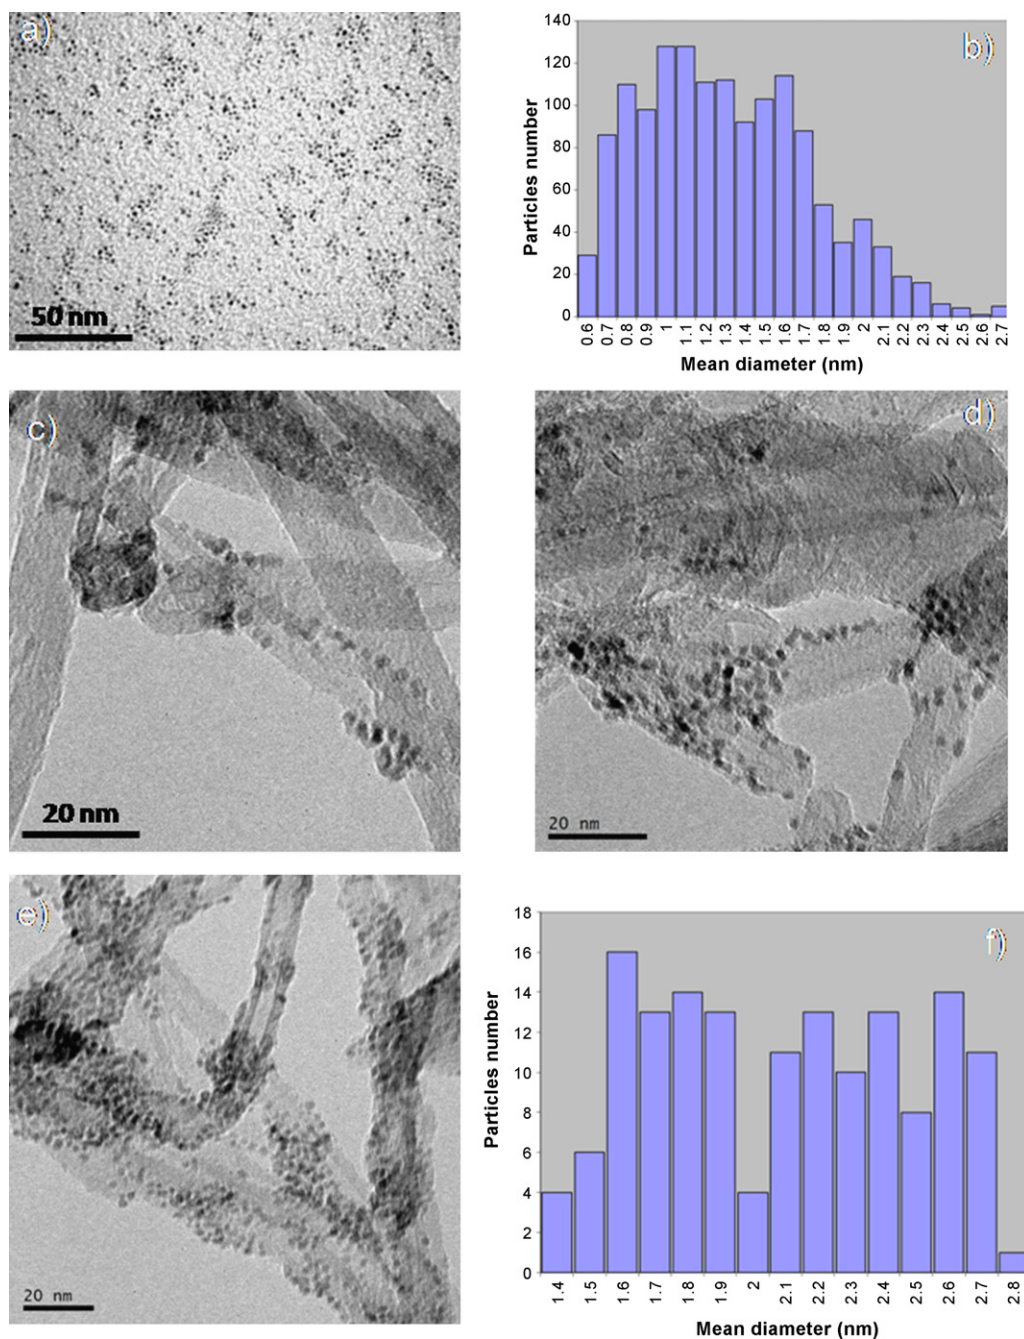 a)
50 nm
b)
Particles number
140
120
100
80
60
40
20
0
0.6 0.7 0.8 0.9 1 1.1 1.2 1.3 1.4 1.5 1.6 1.7 1.8 1.9 2 2.1 2.2 2.3 2.4 2.5 2.6 2.7
Mean diameter (nm)
c)
20 nm
d)
20 nm
e)
20 nm
f)
Particles number
18
16
14
12
10
8
6
4
2
0
1.4 1.5 1.6 1.7 1.8 1.9 2 2.1 2.2 2.3 2.4 2.5 2.6 2.7 2.8
Mean diameter (nm)